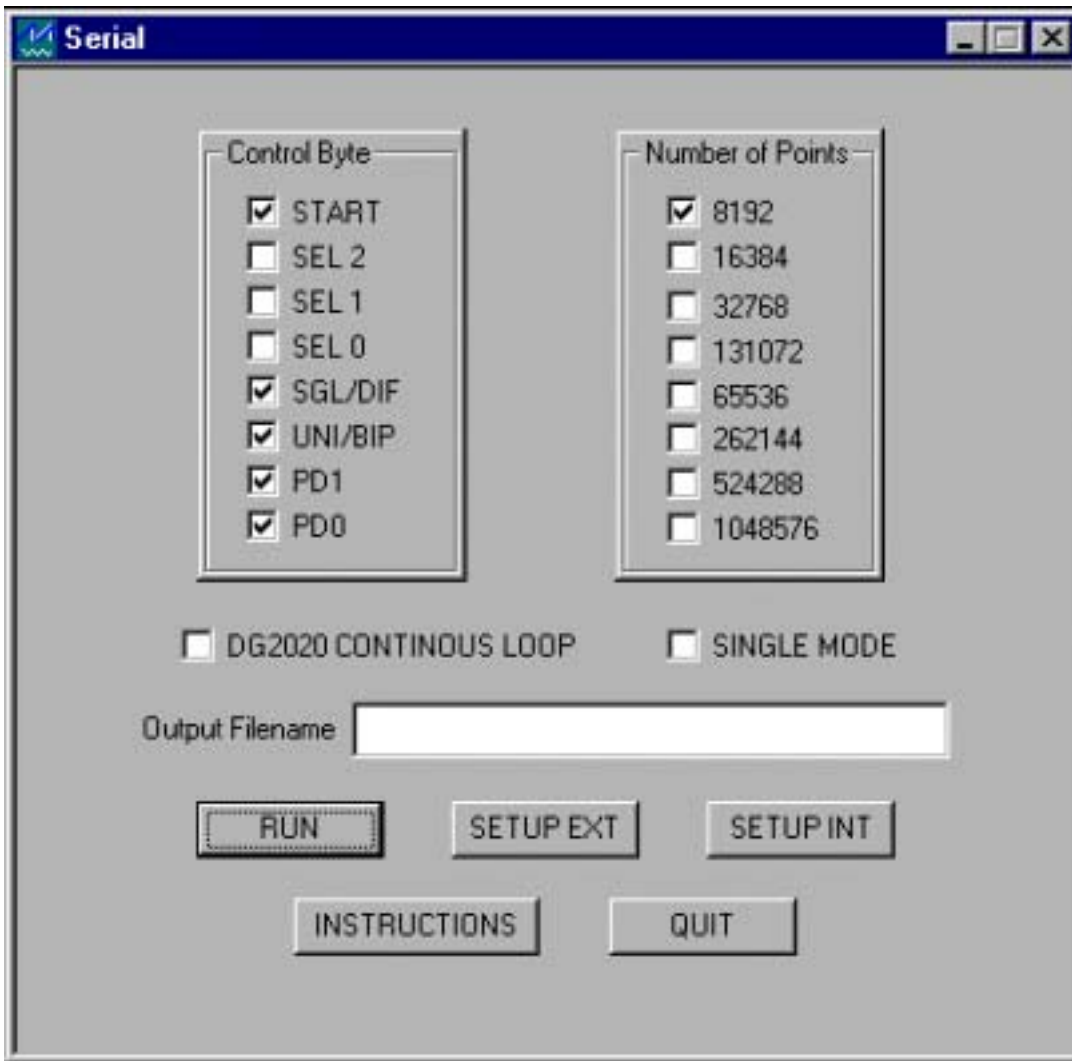 Serial
Control Byte
START
SEL 2
SEL 1
SEL 0
SGL/DIF
UNI/BIP
PD1
PD0
Number of Points
8192
16384
32768
131072
65536
262144
524288
1048576
DG2020 CONTINOUS LOOP
SINGLE MODE
Output Filename
RUN
SETUP EXT
SETUP INT
INSTRUCTIONS
QUIT